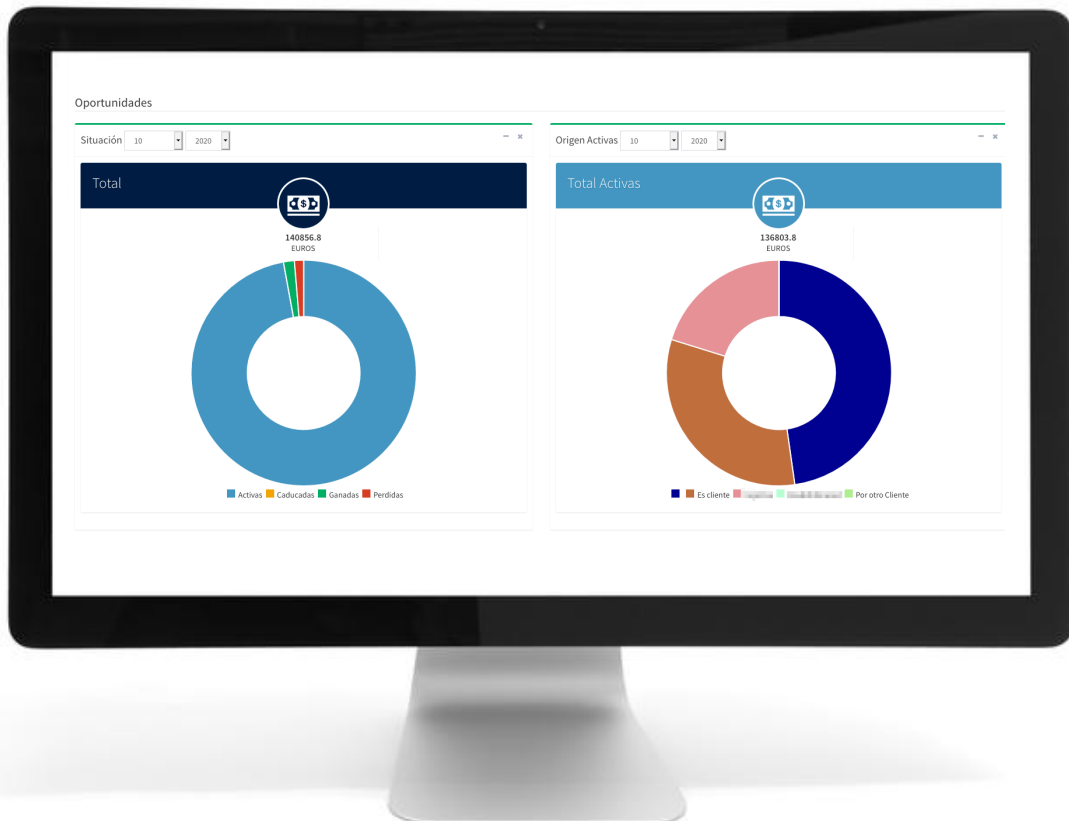 Oportunidades
Situación 10 2020
Total
140856.8
EUROS
Activas Caducadas Ganadas Perdidas
Origen Activas 10 2020
Total Activas
136803.8
EUROS
Es cliente Por otro Cliente